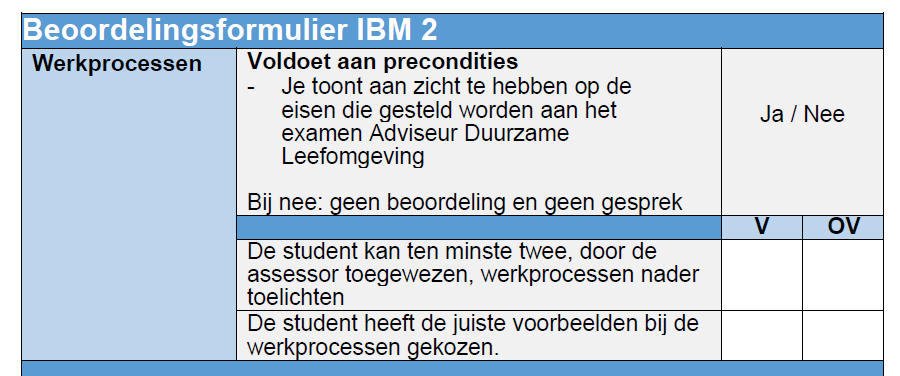 Beoordelingsformulier IBM 2
Werkprocessen
Voldoet aan precondities
- Je toont aan zicht te hebben op de
eisen die gesteld worden aan het
examen Adviseur Duurzame
Leefomgeving
Bij nee: geen beoordeling en geen gesprek
Ja / Nee
V OV
De student kan ten minste twee, door de
assessor toegewezen, werkprocessen nader
toelichten
De student heeft de juiste voorbeelden bij de
werkprocessen gekozen.